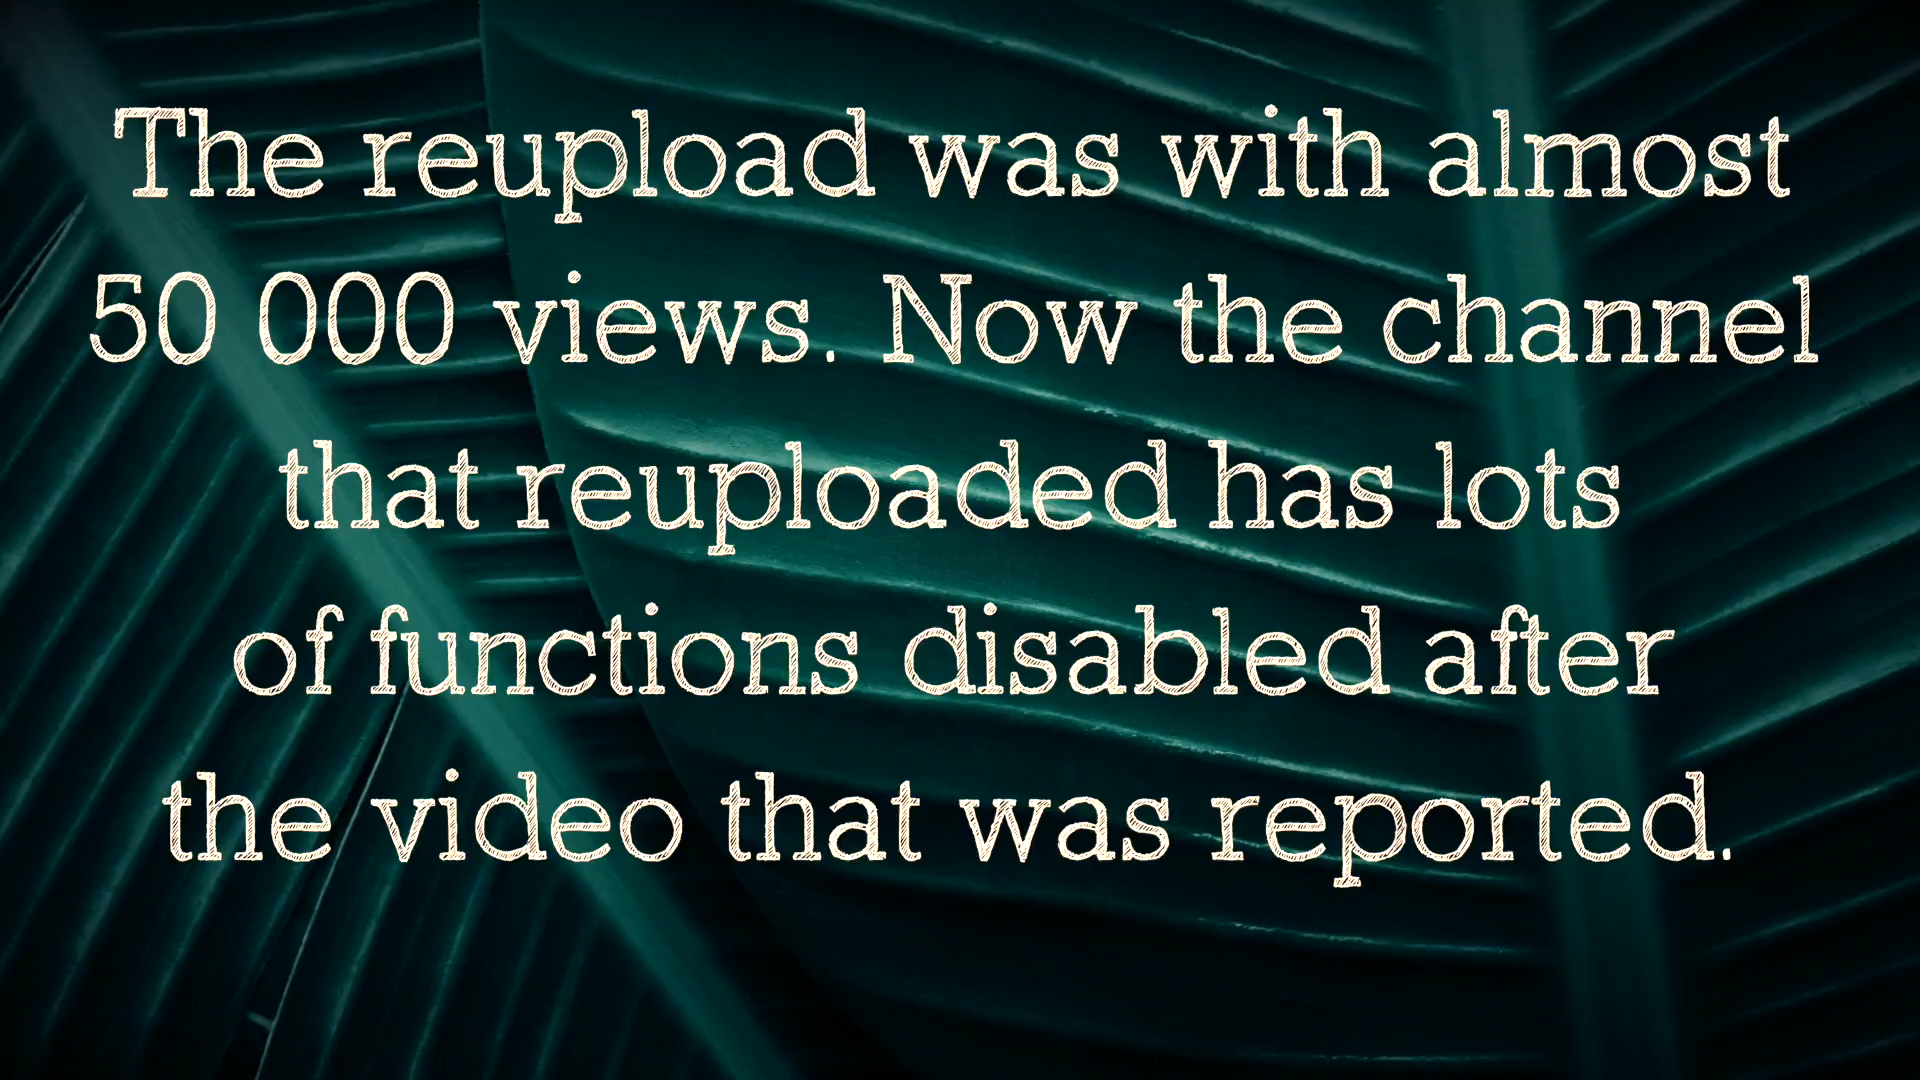 The reupload was with almost
50 000 views. Now the channel
that reuploaded has lots
of functions disabled after
the video that was reported.